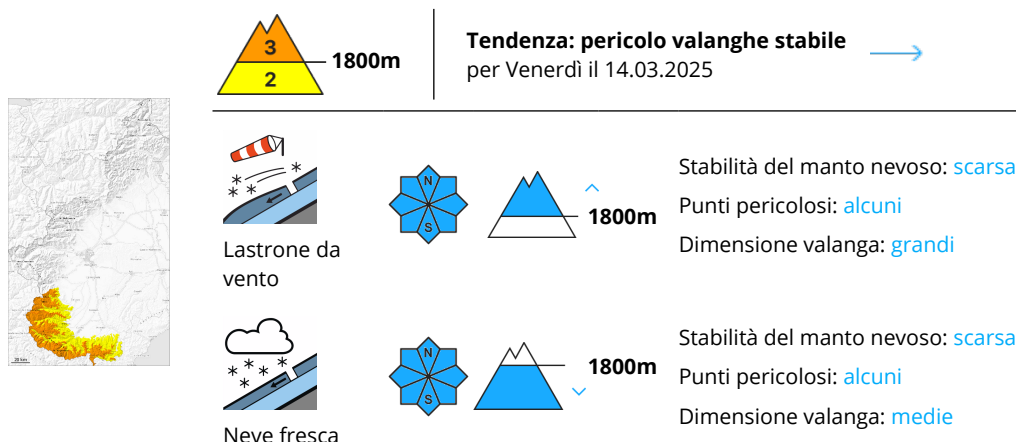 3
2
1800m
Tendenza: pericolo valanghe stabile
per Venerdì il 14.03.2025
20 km
N
S
1800m
Lastrone da
vento
Stabilità del manto nevoso: scarsa
Punti pericolosi: alcuni
Dimensione valanga: grandi
N
S
1800m
Neve fresca
Stabilità del manto nevoso: scarsa
Punti pericolosi: alcuni
Dimensione valanga: medie